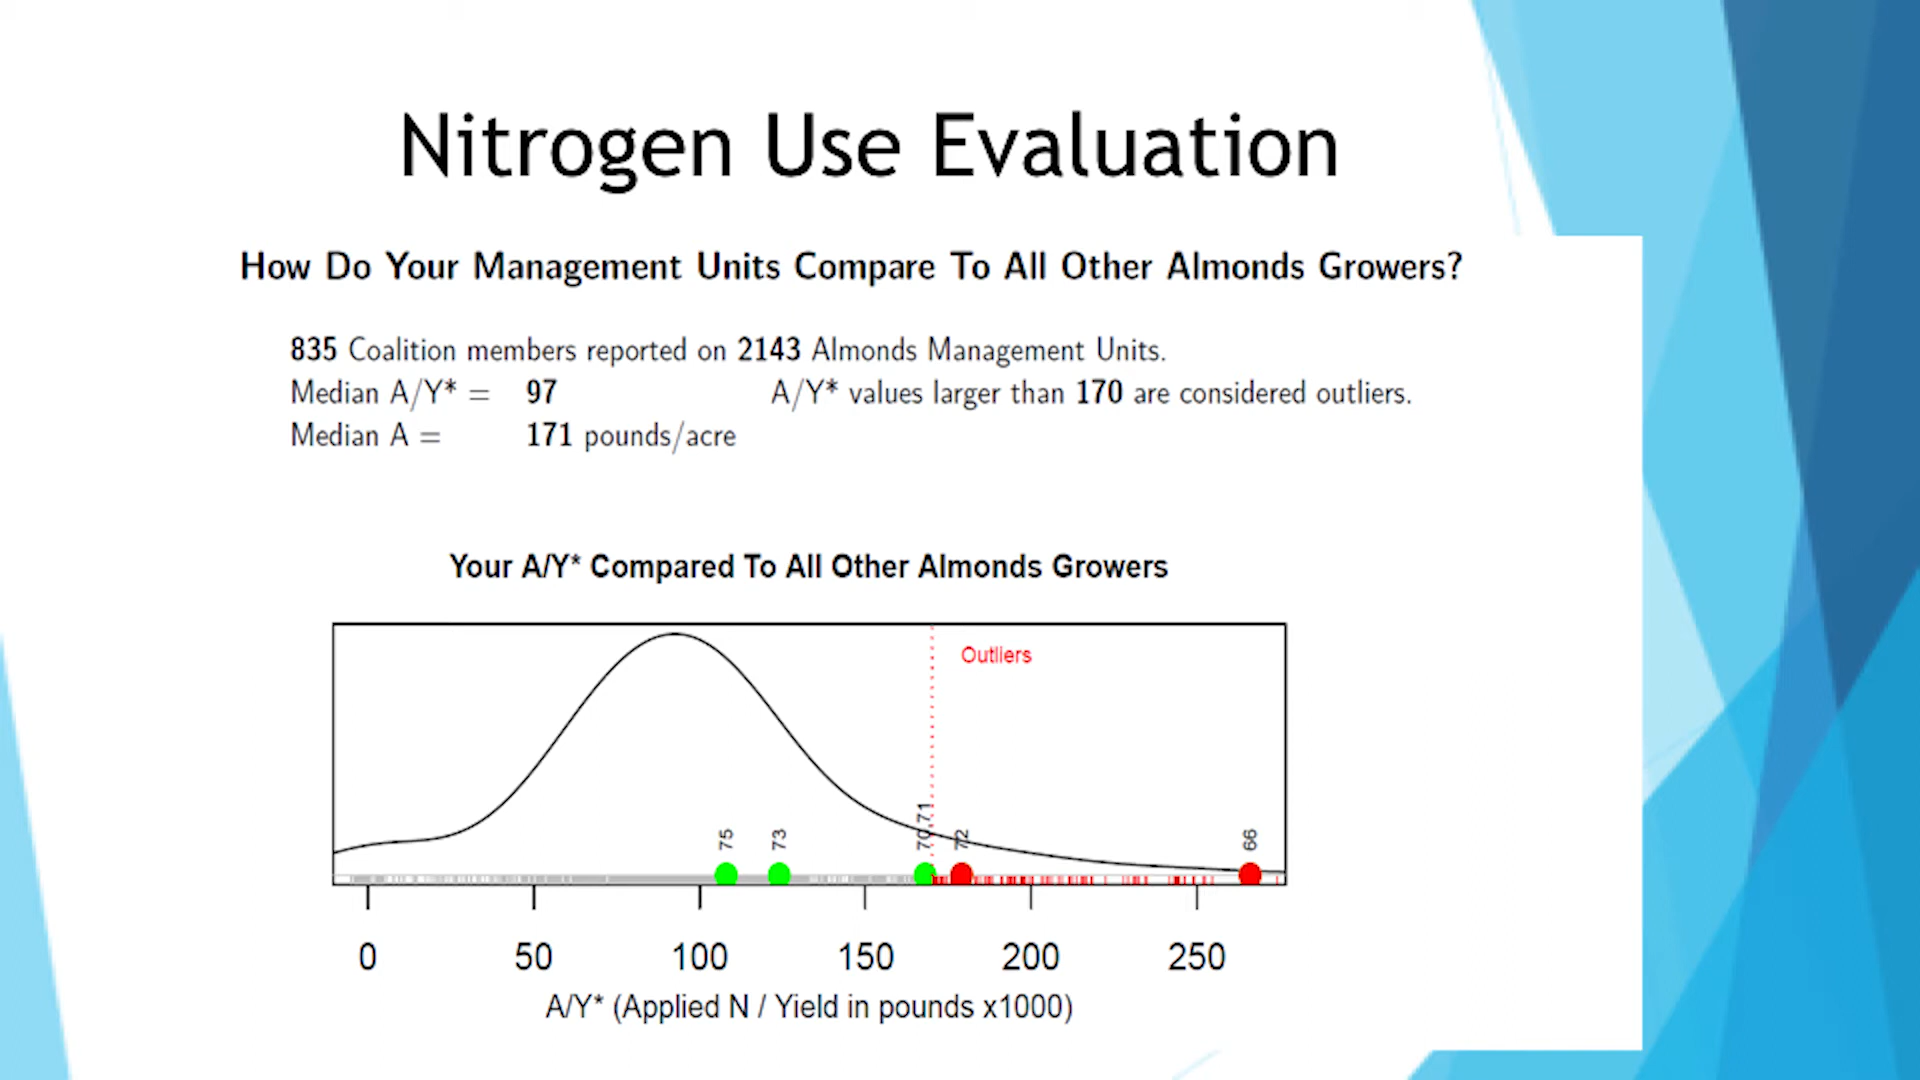 Nitrogen Use Evaluation
How Do Your Management Units Compare To All Other Almonds Growers?
835 Coalition members reported on 2143 Almonds Management Units.
Median A/Y* = 97 A/Y* values larger than 170 are considered outliers.
Median A = 171 pounds/acre
Your A/Y* Compared To All Other Almonds Growers
Outliers
75 73 70,71 72 66
0 50 100 150 200 250
A/Y* (Applied N / Yield in pounds x1000)